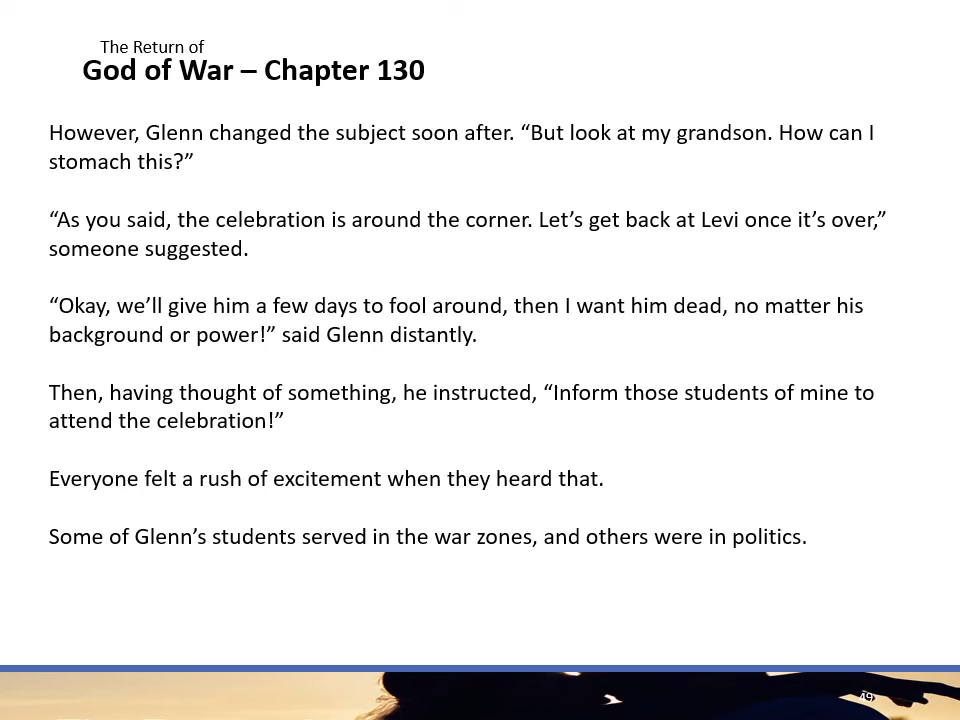 The Return of
God of War – Chapter 130
However, Glenn changed the subject soon after. “But look at my grandson. How can I
stomach this?”
“As you said, the celebration is around the corner. Let’s get back at Levi once it’s over,”
someone suggested.
“Okay, we’ll give him a few days to fool around, then I want him dead, no matter his
background or power!” said Glenn distantly.
Then, having thought of something, he instructed, “Inform those students of mine to
attend the celebration!”
Everyone felt a rush of excitement when they heard that.
Some of Glenn’s students served in the war zones, and others were in politics.
49